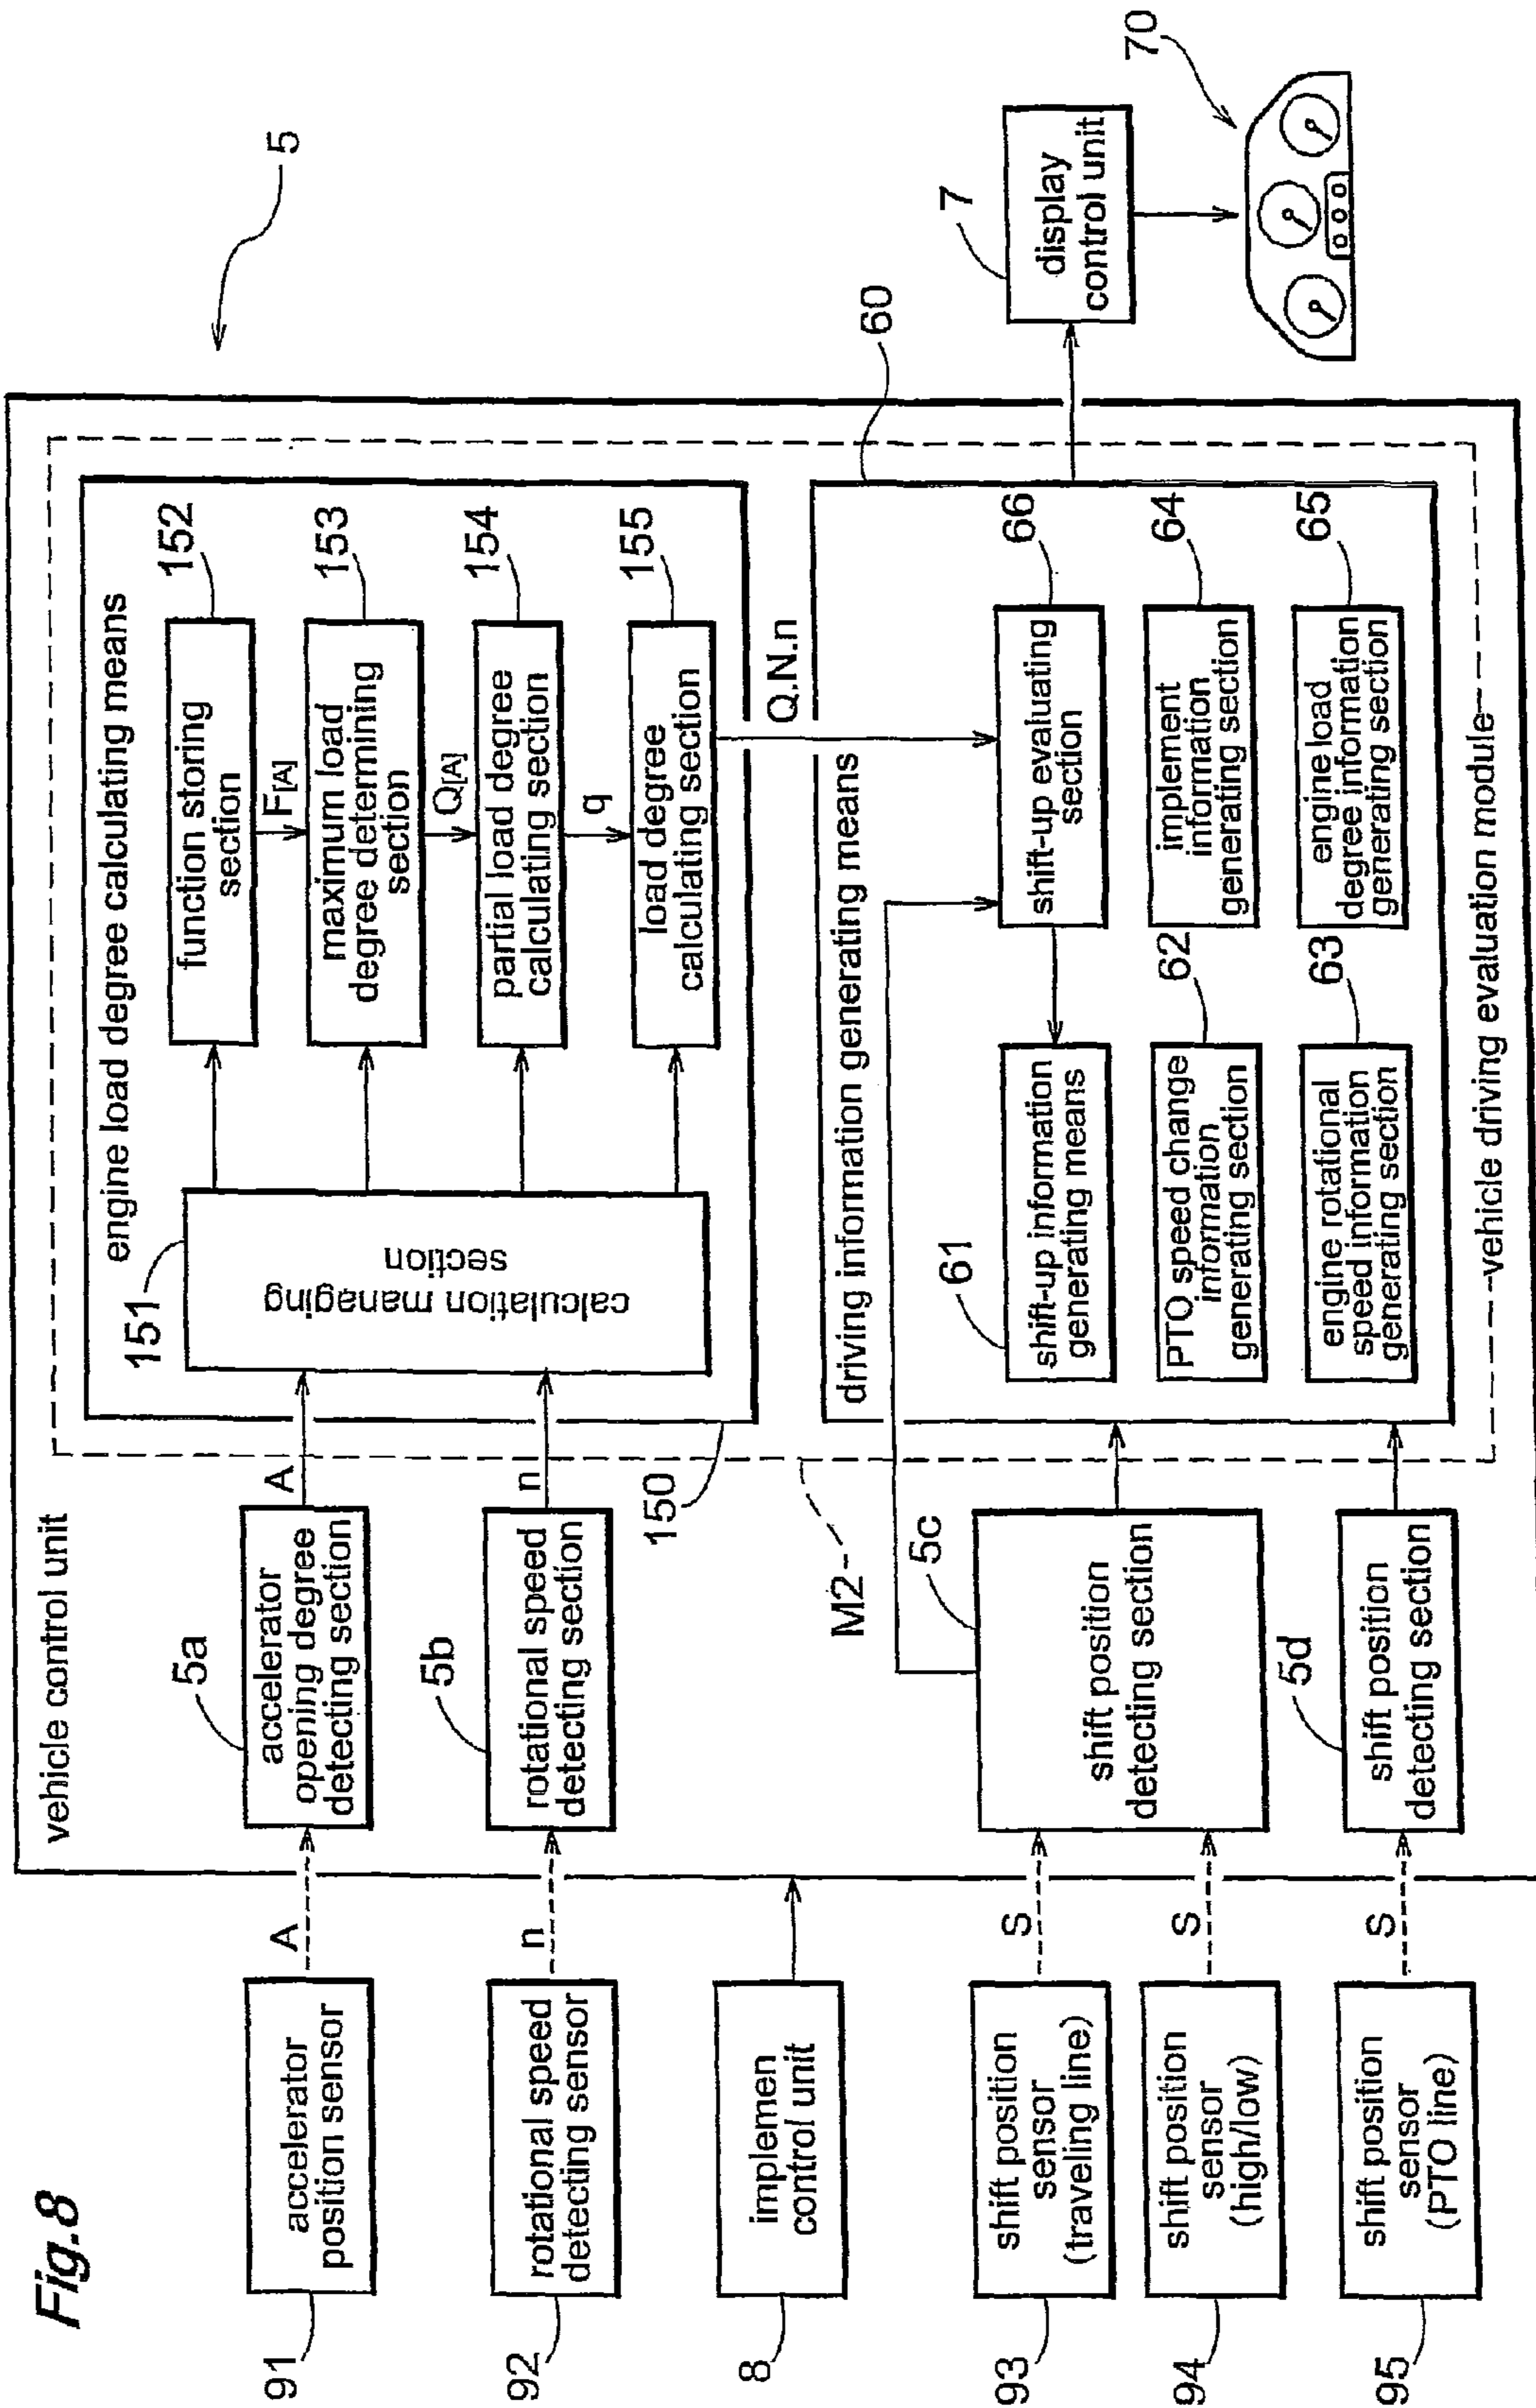 Fig.8
5
vehicle control unit
91
accelerator
position sensor
A
5a
accelerator
opening degree
detecting section
A
92
rotational speed
detecting sensor
n
5b
rotational speed
detecting section
n
8
implemen
control unit
93
shift position
sensor
(traveling line)
S
94
shift position
sensor
(high/low)
S
5c
shift position
detecting section
95
shift position
sensor
(PTO line)
S
5d
shift position
detecting section
M2
150
engine load degree calculating means
151
calculation managing
section
152
function storing
section
F[A]
153
maximum load
degree determining
section
Q[A]
154
partial load degree
calculating section
q
155
load degree
calculating section
Q.N.n
driving information generating means
60
61
shift-up information
generating means
66
shift-up evaluating
section
62
PTO speed change
information
generating section
64
implement
information
generating section
63
engine rotational
speed information
generating section
65
engine load
degree information
generating section
vehicle driving evaluation module
7
display
control unit
70